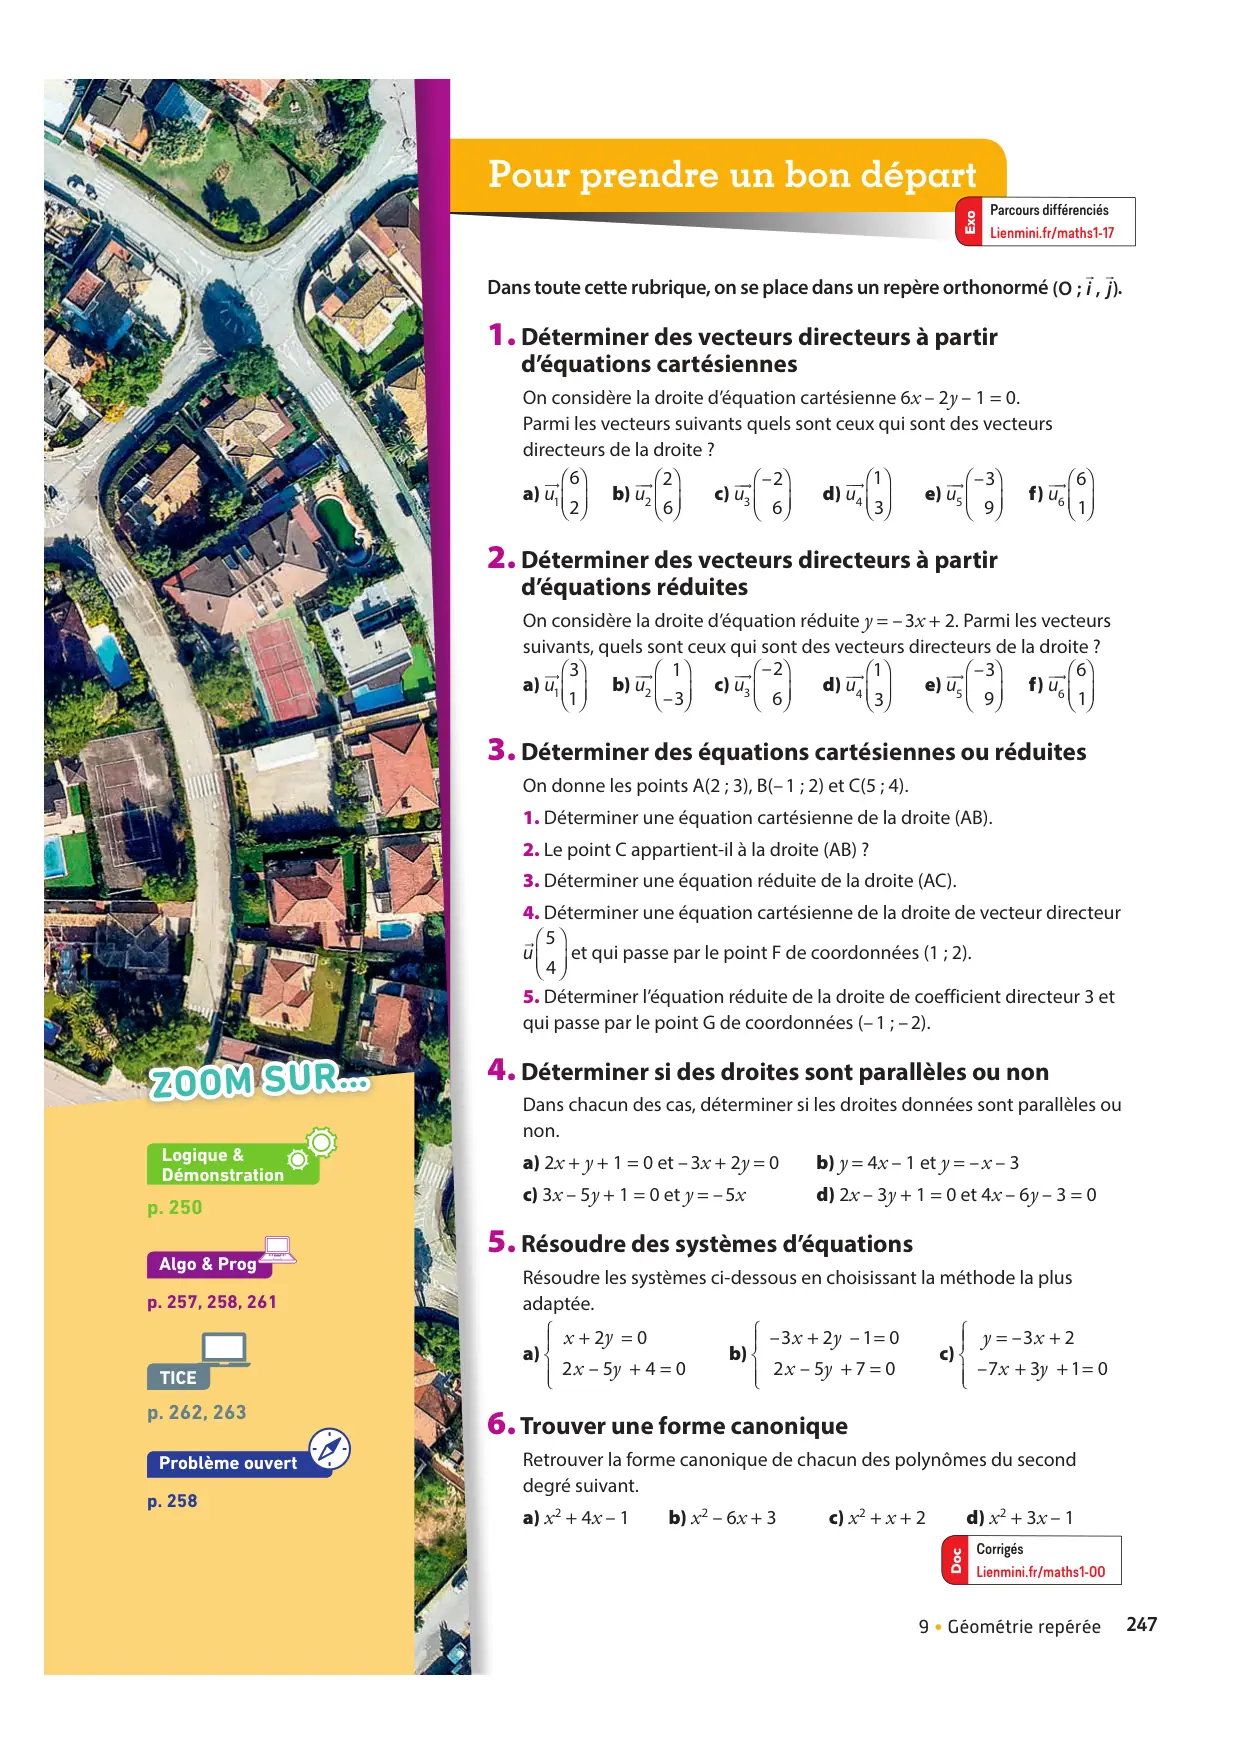 Pour prendre un bon départ
Exo
Parcours différenciés
Lienmini.fr/maths1-17
Dans toute cette rubrique, on se place dans un repère orthonormé (O ; i⃗ , j⃗).
1. Déterminer des vecteurs directeurs à partir
d’équations cartésiennes
On considère la droite d’équation cartésienne 6x – 2y – 1 = 0.
Parmi les vecteurs suivants quels sont ceux qui sont des vecteurs
directeurs de la droite ?
a) u₁⃗ (6 2) b) u₂⃗ (2 6) c) u₃⃗ (–2 6) d) u₄⃗ (1 3) e) u₅⃗ (–3 9) f) u₆⃗ (6 1)
2. Déterminer des vecteurs directeurs à partir
d’équations réduites
On considère la droite d’équation réduite y = – 3x + 2. Parmi les vecteurs
suivants, quels sont ceux qui sont des vecteurs directeurs de la droite ?
a) u₁⃗ (3 1) b) u₂⃗ (1 –3) c) u₃⃗ (–2 6) d) u₄⃗ (1 3) e) u₅⃗ (–3 9) f) u₆⃗ (6 1)
3. Déterminer des équations cartésiennes ou réduites
On donne les points A(2 ; 3), B(– 1 ; 2) et C(5 ; 4).
1. Déterminer une équation cartésienne de la droite (AB).
2. Le point C appartient-il à la droite (AB) ?
3. Déterminer une équation réduite de la droite (AC).
4. Déterminer une équation cartésienne de la droite de vecteur directeur
u⃗ (5 4) et qui passe par le point F de coordonnées (1 ; 2).
5. Déterminer l’équation réduite de la droite de coefficient directeur 3 et
qui passe par le point G de coordonnées (– 1 ; – 2).
4. Déterminer si des droites sont parallèles ou non
Dans chacun des cas, déterminer si les droites données sont parallèles ou
non.
a) 2x + y + 1 = 0 et – 3x + 2y = 0 b) y = 4x – 1 et y = – x – 3
c) 3x – 5y + 1 = 0 et y = – 5x d) 2x – 3y + 1 = 0 et 4x – 6y – 3 = 0
5. Résoudre des systèmes d’équations
Résoudre les systèmes ci-dessous en choisissant la méthode la plus
adaptée.
a) { x + 2y = 0 b) { –3x + 2y – 1 = 0 c) { y = –3x + 2
2x – 5y + 4 = 0 2x – 5y + 7 = 0 –7x + 3y + 1 = 0
6. Trouver une forme canonique
Retrouver la forme canonique de chacun des polynômes du second
degré suivant.
a) x² + 4x – 1 b) x² – 6x + 3 c) x² + x + 2 d) x² + 3x – 1
Doc
Corrigés
Lienmini.fr/maths1-00
ZOOM SUR...
Logique &
Démonstration
p. 250
Algo & Prog
p. 257, 258, 261
TICE
p. 262, 263
Problème ouvert
p. 258
9 • Géométrie repérée 247